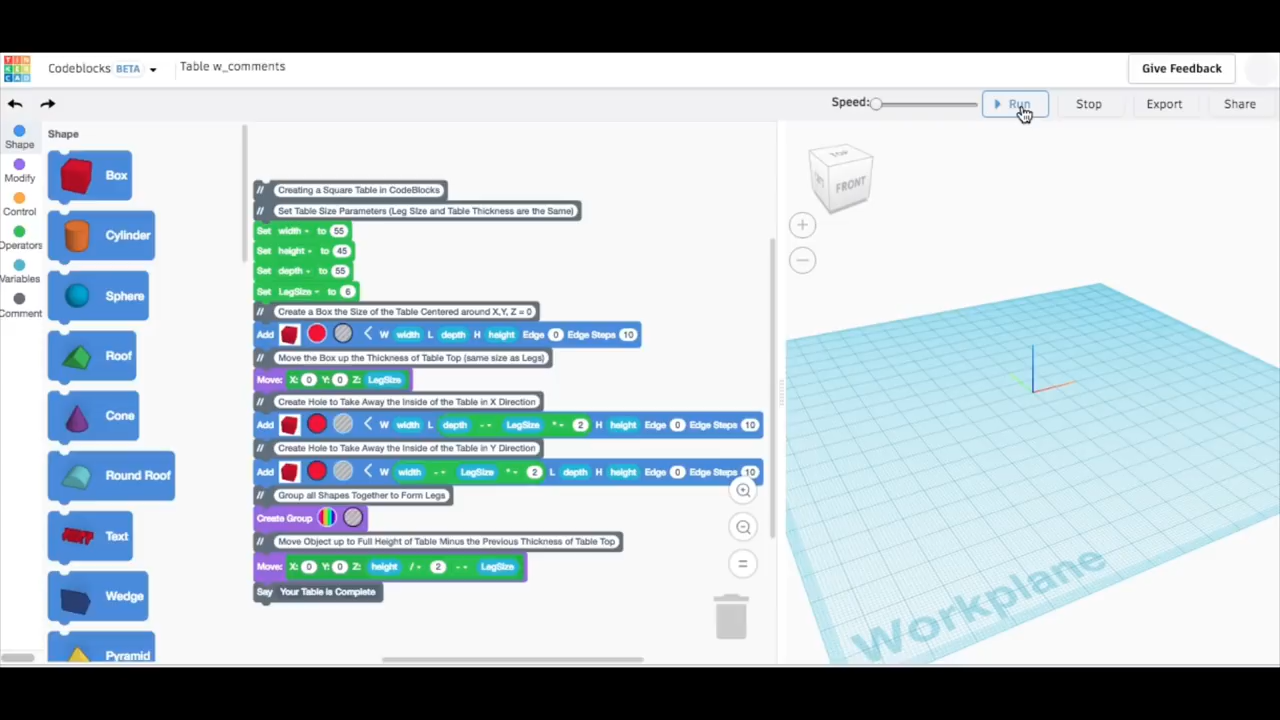 TIN
KER
CAD
Codeblocks BETA
Table w_comments
Give Feedback
Speed:
Run
Stop
Export
Share
Shape
Modify
Control
Operators
Variables
Comment
Shape
Box
Cylinder
Sphere
Roof
Cone
Round Roof
Text
Wedge
Pyramid
// Creating a Square Table in CodeBlocks
// Set Table Size Parameters (Leg SIze and Table Thickness are the Same)
Set width to 55
Set height to 45
Set depth to 55
Set LegSize to 6
// Create a Box the Size of the Table Centered around X,Y, Z = 0
Add W width L depth H height Edge 0 Edge Steps 10
// Move the Box up the Thickness of Table Top (same size as Legs)
Move: X: 0 Y: 0 Z: LegSize
// Create Hole to Take Away the Inside of the Table in X Direction
Add W width L depth - LegSize * 2 H height Edge 0 Edge Steps 10
// Create Hole to Take Away the Inside of the Table in Y Direction
Add W width - LegSize * 2 L depth H height Edge 0 Edge Steps 10
// Group all Shapes Together to Form Legs
Create Group
// Move Object up to Full Height of Table Minus the Previous Thickness of Table Top
Move: X: 0 Y: 0 Z: height / 2 - LegSize
Say Your Table is Complete
TOP
LEFT
FRONT
Workplane